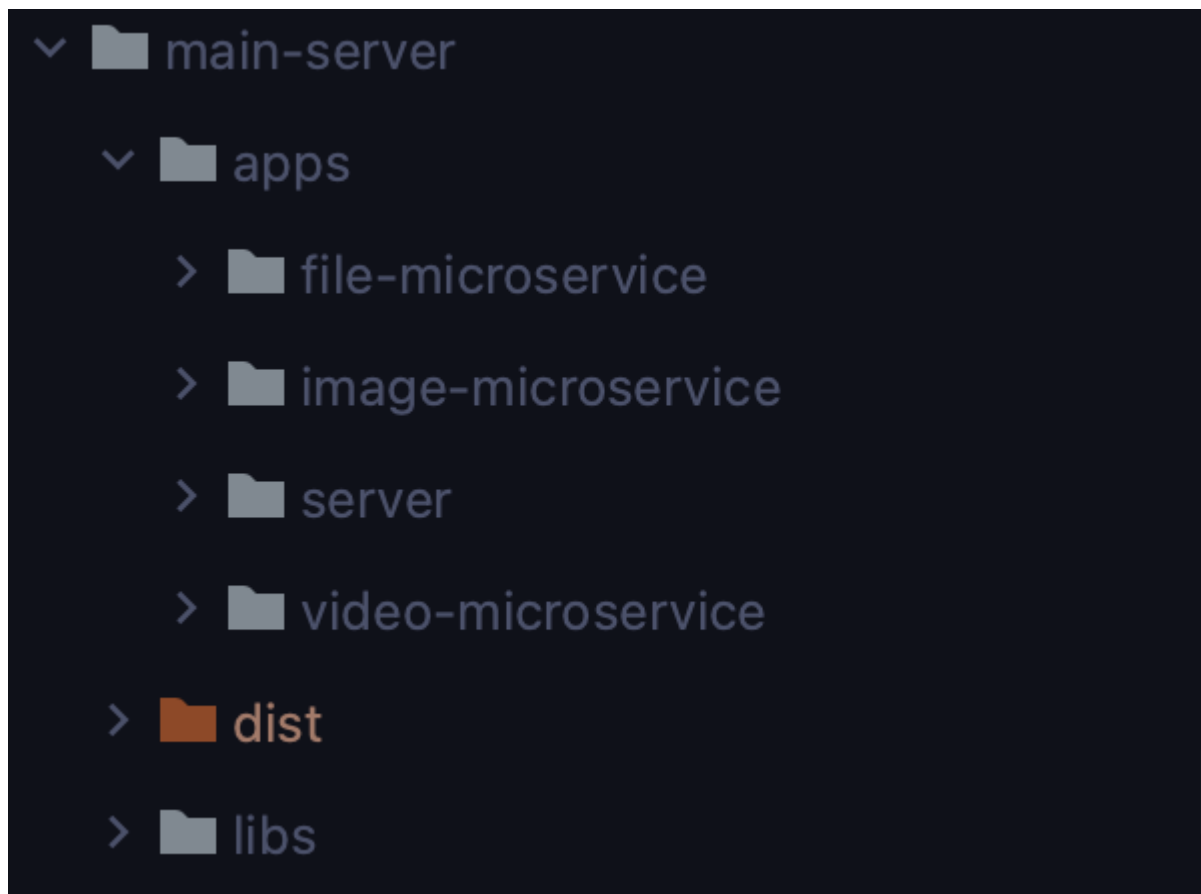 main-server
apps
file-microservice
image-microservice
server
video-microservice
dist
libs